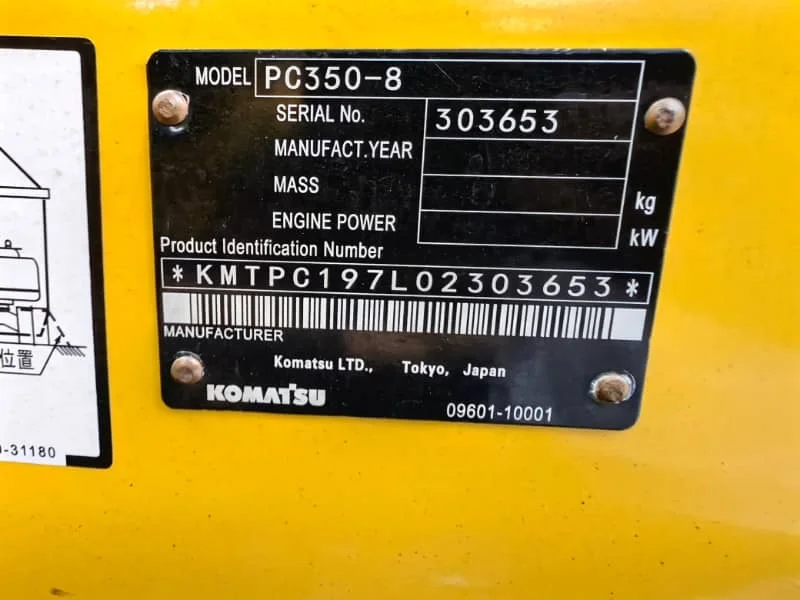 MODEL PC350-8
SERIAL No. 303653
MANUFACT.YEAR
MASS kg
ENGINE POWER kW
Product Identification Number
*KMTPC197L02303653*
MANUFACTURER
Komatsu LTD., Tokyo, Japan
KOMATSU
09601-10001
位置
-31180